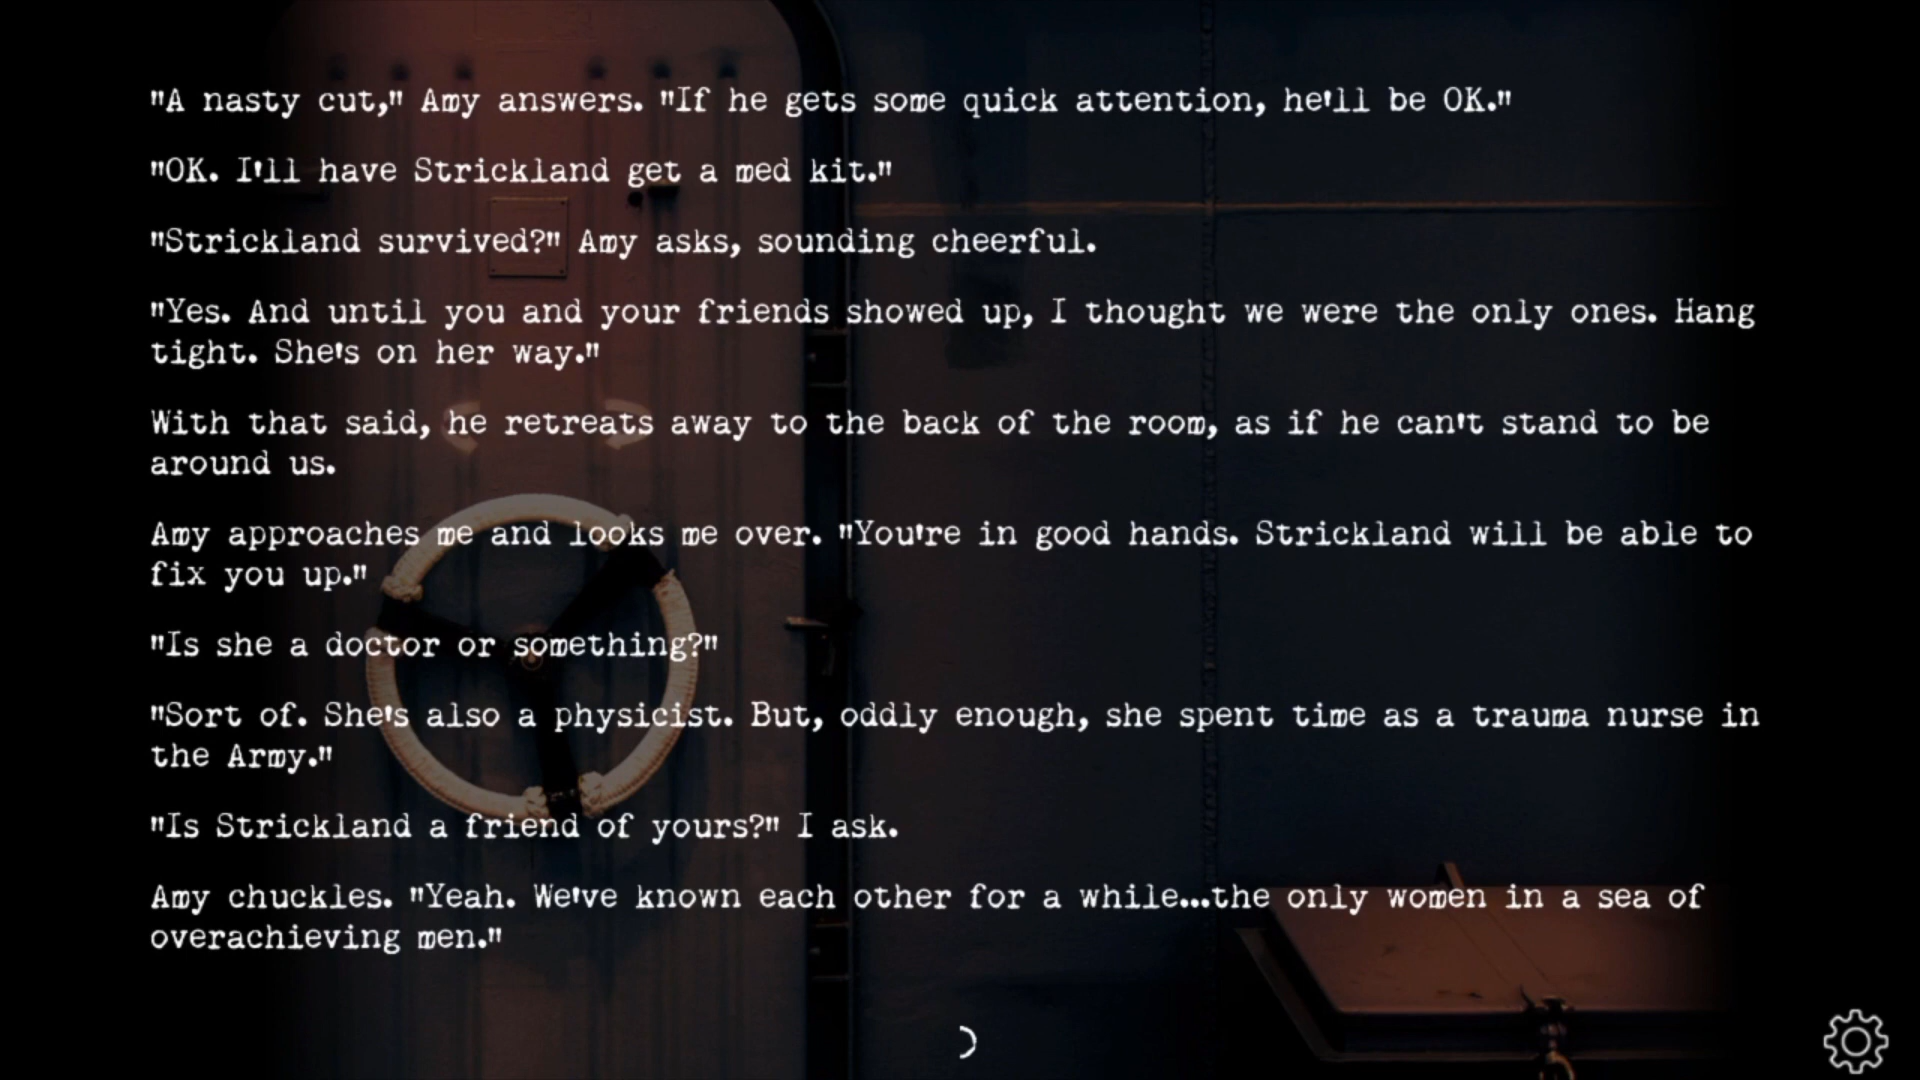 "A nasty cut," Amy answers. "If he gets some quick attention, he'll be OK."
"OK. I'll have Strickland get a med kit."
"Strickland survived?" Amy asks, sounding cheerful.
"Yes. And until you and your friends showed up, I thought we were the only ones. Hang
tight. She's on her way."
With that said, he retreats away to the back of the room, as if he can't stand to be
around us.
Amy approaches me and looks me over. "You're in good hands. Strickland will be able to
fix you up."
"Is she a doctor or something?"
"Sort of. She's also a physicist. But, oddly enough, she spent time as a trauma nurse in
the Army."
"Is Strickland a friend of yours?" I ask.
Amy chuckles. "Yeah. We've known each other for a while...the only women in a sea of
overachieving men."